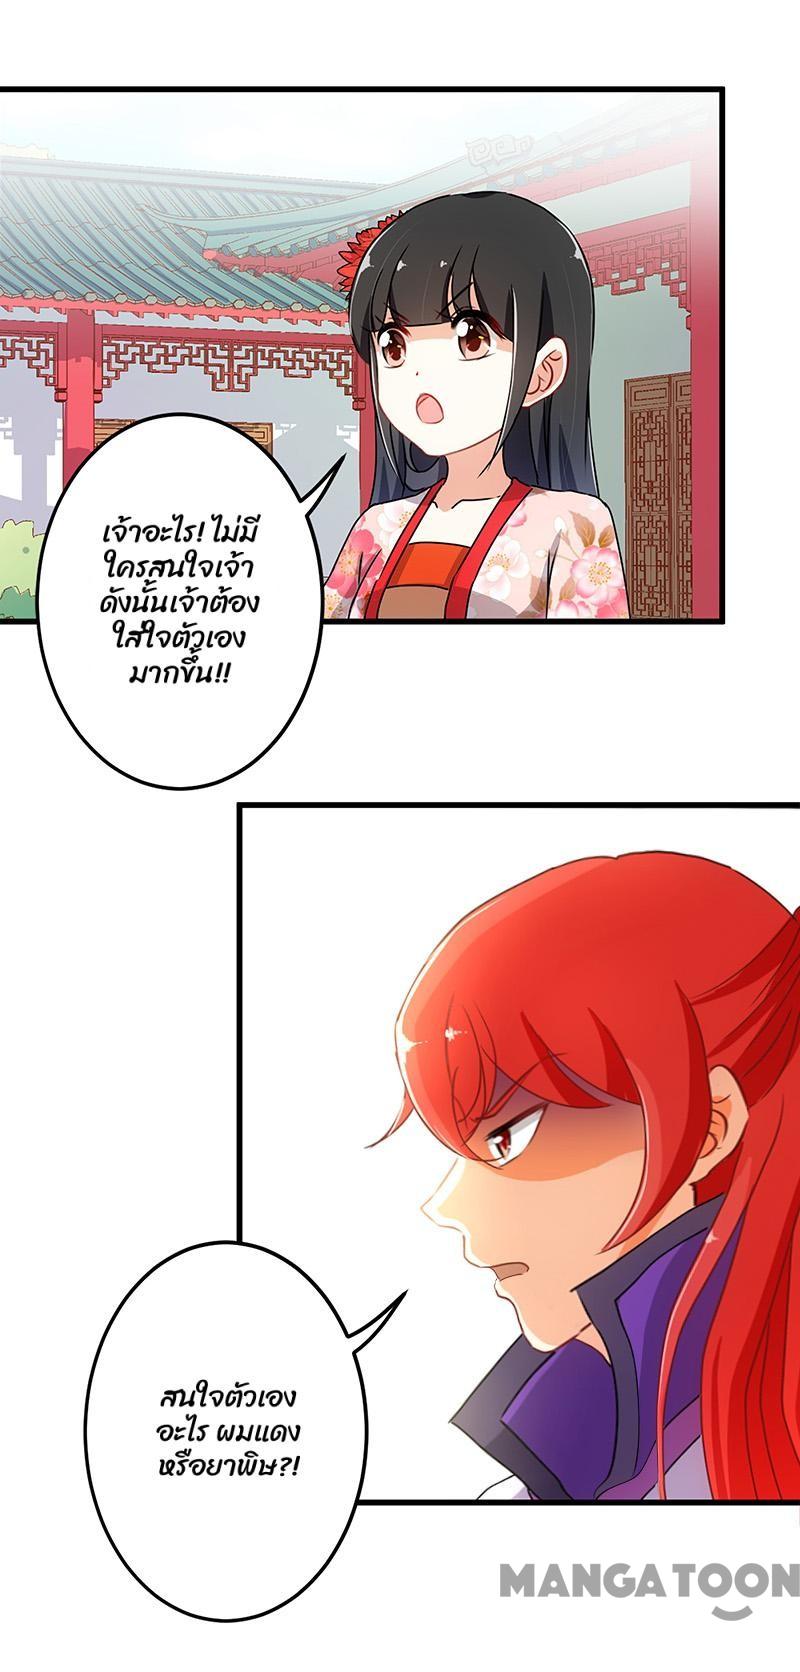 เจ้าอะไร! ไม่มี
ใครสนใจเจ้า
ดังนั้นเจ้าต้อง
ใส่ใจตัวเอง
มากขึ้น!!
สนใจตัวเอง
อะไร ผมแดง
หรือยาพิษ?!
MANGATOON